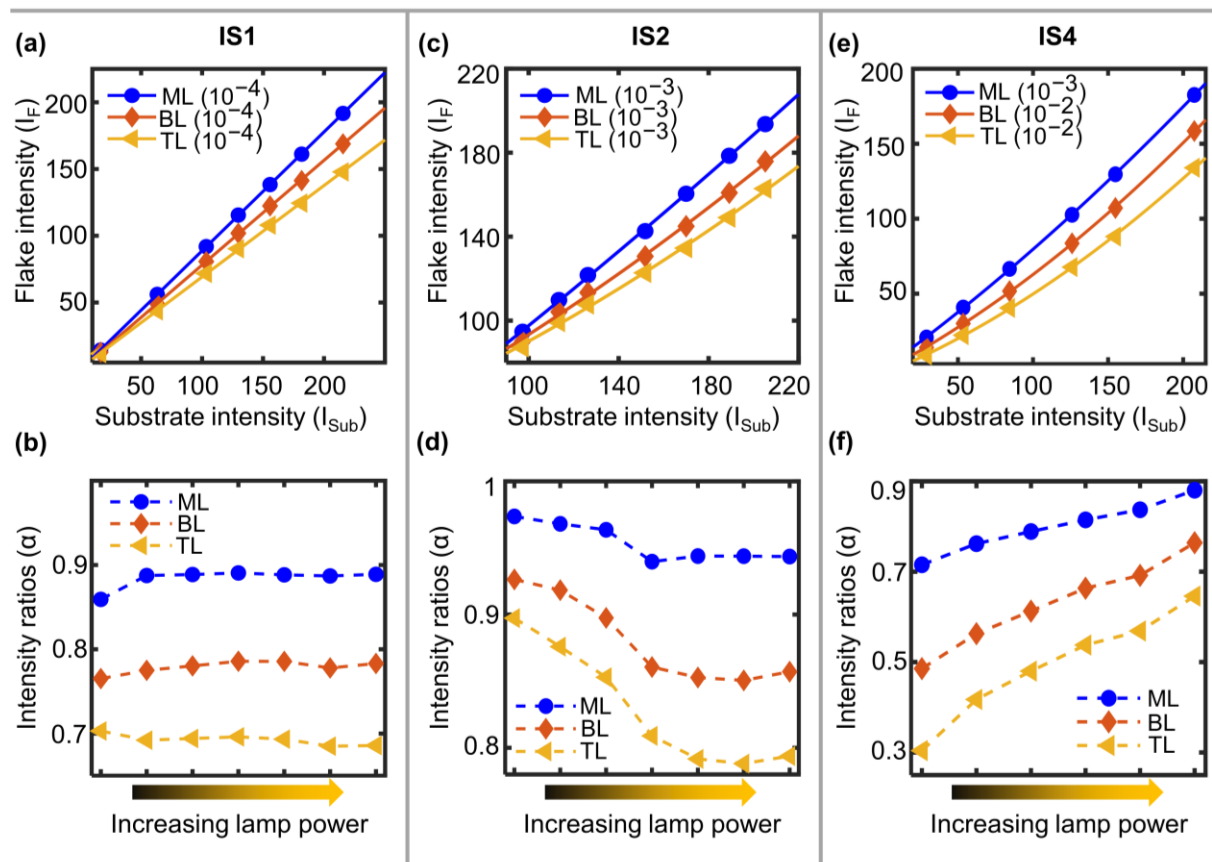 IS1
IS2
IS4
(a)
Flake intensity (I_F)
200
150
100
50
ML (10⁻⁴)
BL (10⁻⁴)
TL (10⁻⁴)
50 100 150 200
Substrate intensity (I_Sub)
(c)
220
180
140
100
ML (10⁻³)
BL (10⁻³)
TL (10⁻³)
100 140 180 220
Substrate intensity (I_Sub)
Flake intensity (I_F)
(e)
Flake intensity (I_F)
200
150
100
50
ML (10⁻³)
BL (10⁻²)
TL (10⁻²)
50 100 150 200
Substrate intensity (I_Sub)
(b)
Intensity ratios (α)
0.9
0.8
0.7
ML
BL
TL
Increasing lamp power
(d)
Intensity ratios (α)
1
0.9
0.8
ML
BL
TL
Increasing lamp power
(f)
Intensity ratios (α)
0.9
0.7
0.5
0.3
ML
BL
TL
Increasing lamp power